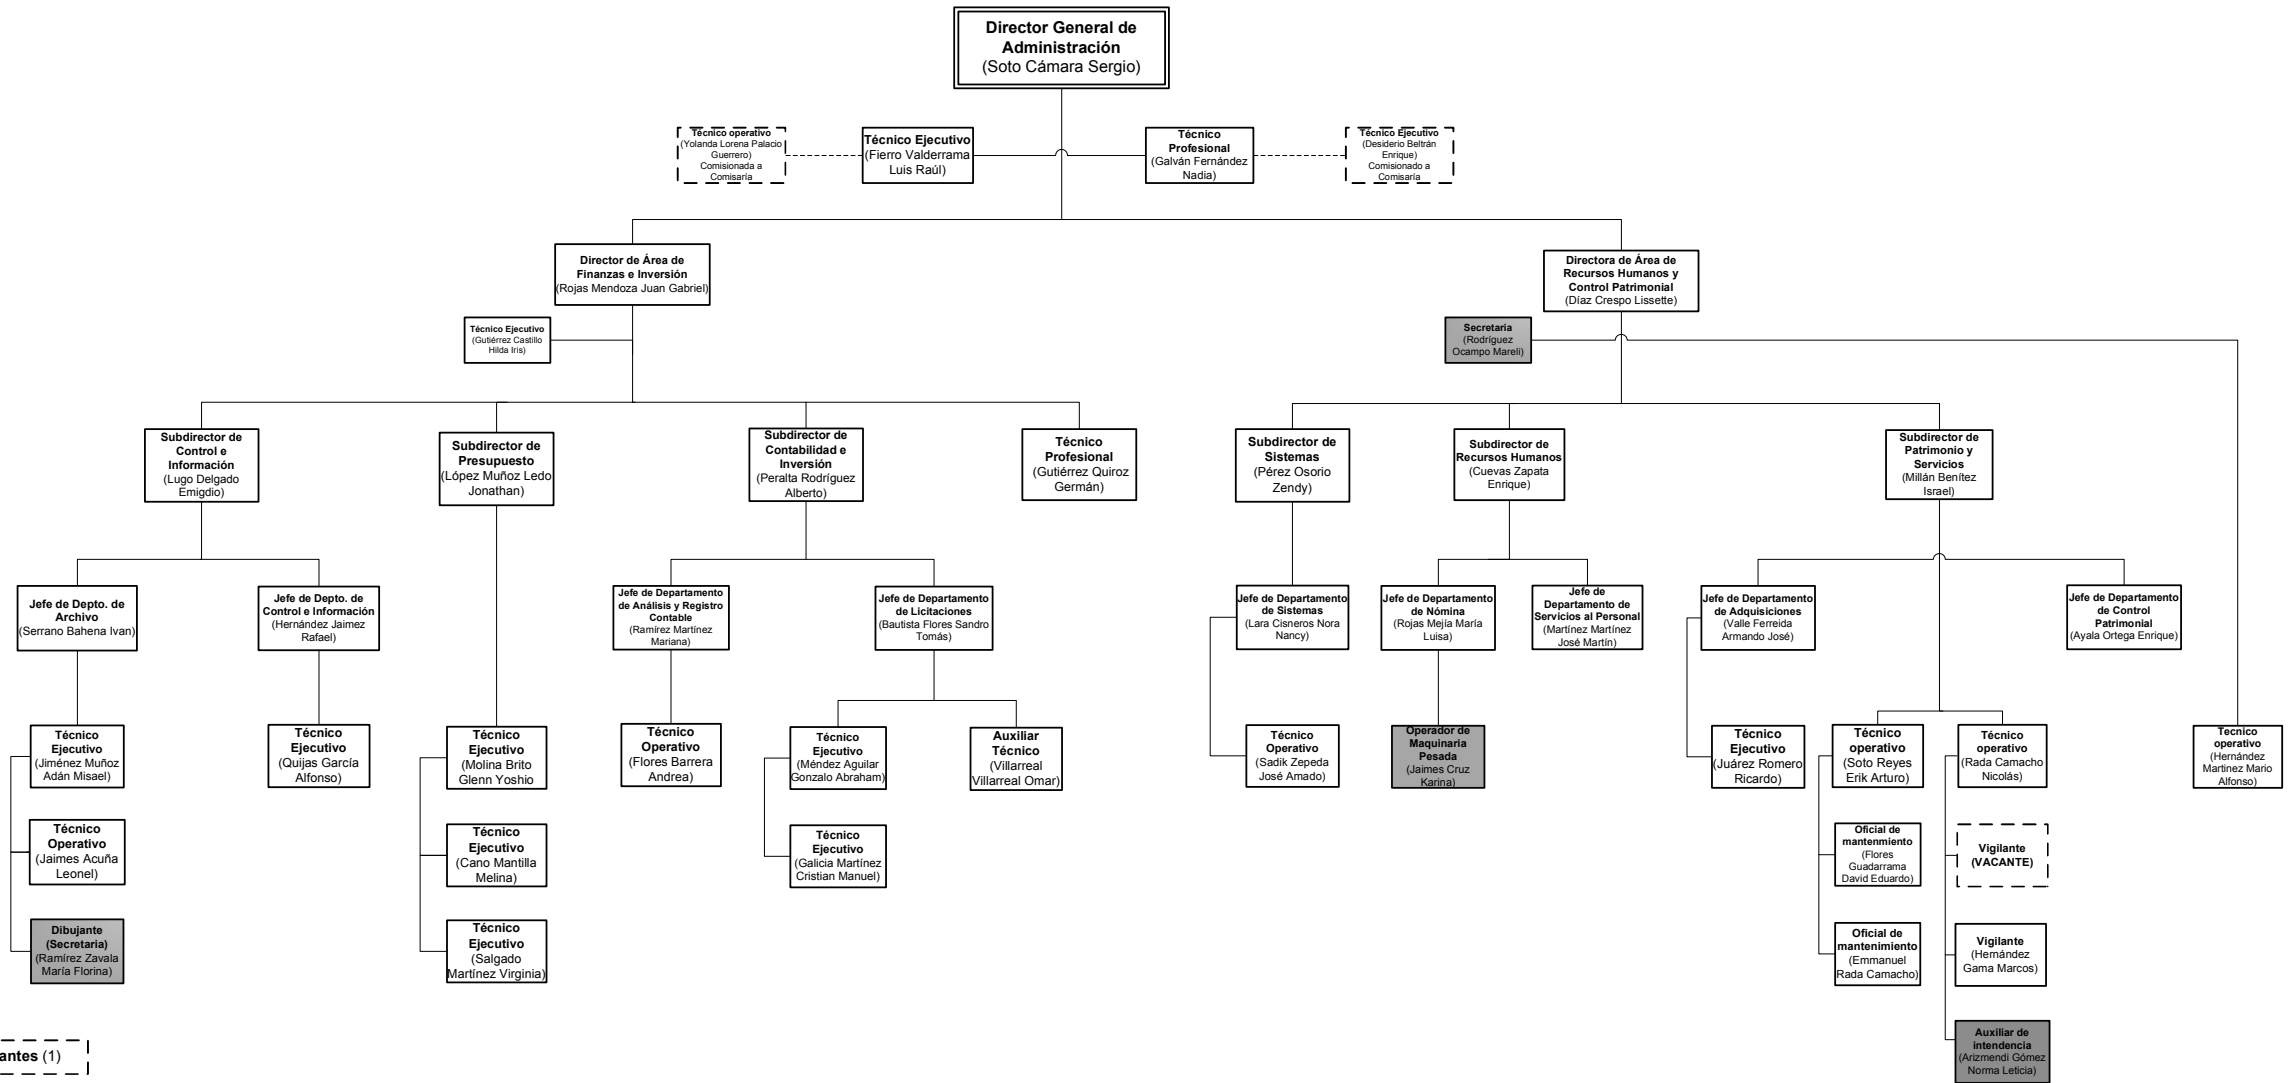 Director General de
Administración
(Soto Cámara Sergio)
Técnico operativo
(Yolanda Lorena Palacio
Guerrero)
Comisionada a
Comisaría
Técnico Ejecutivo
(Fierro Valderrama
Luis Raúl)
Técnico
Profesional
(Galván Fernández
Nadia)
Técnico Ejecutivo
(Desiderio Beltrán
Enrique)
Comisionado a
Comisaría
Director de Área de
Finanzas e Inversión
(Rojas Mendoza Juan Gabriel)
Directora de Área de
Recursos Humanos y
Control Patrimonial
(Díaz Crespo Lissette)
Técnico Ejecutivo
(Gutiérrez Castillo
Hilda Iris)
Secretaria
(Rodríguez
Ocampo Mareli)
Subdirector de
Control e
Información
(Lugo Delgado
Emigdio)
Subdirector de
Presupuesto
(López Muñoz Ledo
Jonathan)
Subdirector de
Contabilidad e
Inversión
(Peralta Rodríguez
Alberto)
Técnico
Profesional
(Gutiérrez Quiroz
Germán)
Subdirector de
Sistemas
(Pérez Osorio
Zendy)
Subdirector de
Recursos Humanos
(Cuevas Zapata
Enrique)
Subdirector de
Patrimonio y
Servicios
(Millán Benítez
Israel)
Jefe de Depto. de
Archivo
(Serrano Bahena Ivan)
Jefe de Depto. de
Control e Información
(Hernández Jaimez
Rafael)
Jefe de Departamento
de Análisis y Registro
Contable
(Ramírez Martínez
Mariana)
Jefe de Departamento
de Licitaciones
(Bautista Flores Sandro
Tomás)
Jefe de Departamento
de Sistemas
(Lara Cisneros Nora
Nancy)
Jefe de Departamento
de Nómina
(Rojas Mejía María
Luisa)
Jefe de
Departamento de
Servicios al Personal
(Martínez Martínez
José Martín)
Jefe de Departamento
de Adquisiciones
(Valle Ferreida
Armando José)
Jefe de Departamento
de Control
Patrimonial
(Ayala Ortega Enrique)
Técnico
Ejecutivo
(Jiménez Muñoz
Adán Misael)
Técnico
Ejecutivo
(Quijas García
Alfonso)
Técnico
Ejecutivo
(Molina Brito
Glenn Yoshio
Técnico
Operativo
(Flores Barrera
Andrea)
Técnico
Ejecutivo
(Méndez Aguilar
Gonzalo Abraham)
Auxiliar
Técnico
(Villarreal
Villarreal Omar)
Técnico
Operativo
(Sadik Zepeda
José Amado)
Operador de
Maquinaria
Pesada
(Jaimes Cruz
Karina)
Técnico
Ejecutivo
(Juárez Romero
Ricardo)
Técnico
operativo
(Soto Reyes
Erik Arturo)
Técnico
operativo
(Rada Camacho
Nicolás)
Tecnico
operativo
(Hernández
Martinez Mario
Alfonso)
Técnico
Operativo
(Jaimes Acuña
Leonel)
Técnico
Ejecutivo
(Cano Mantilla
Melina)
Técnico
Ejecutivo
(Galicia Martínez
Cristian Manuel)
Oficial de
mantenmiento
(Flores
Guadarrama
David Eduardo)
Vigilante
(VACANTE)
Dibujante
(Secretaria)
(Ramírez Zavala
María Florina)
Técnico
Ejecutivo
(Salgado
Martínez Virginia)
Oficial de
mantenimiento
(Emmanuel
Rada Camacho)
Vigilante
(Hernández
Gama Marcos)
Auxiliar de
intendencia
(Arizmendi Gómez
Norma Leticia)
antes (1)